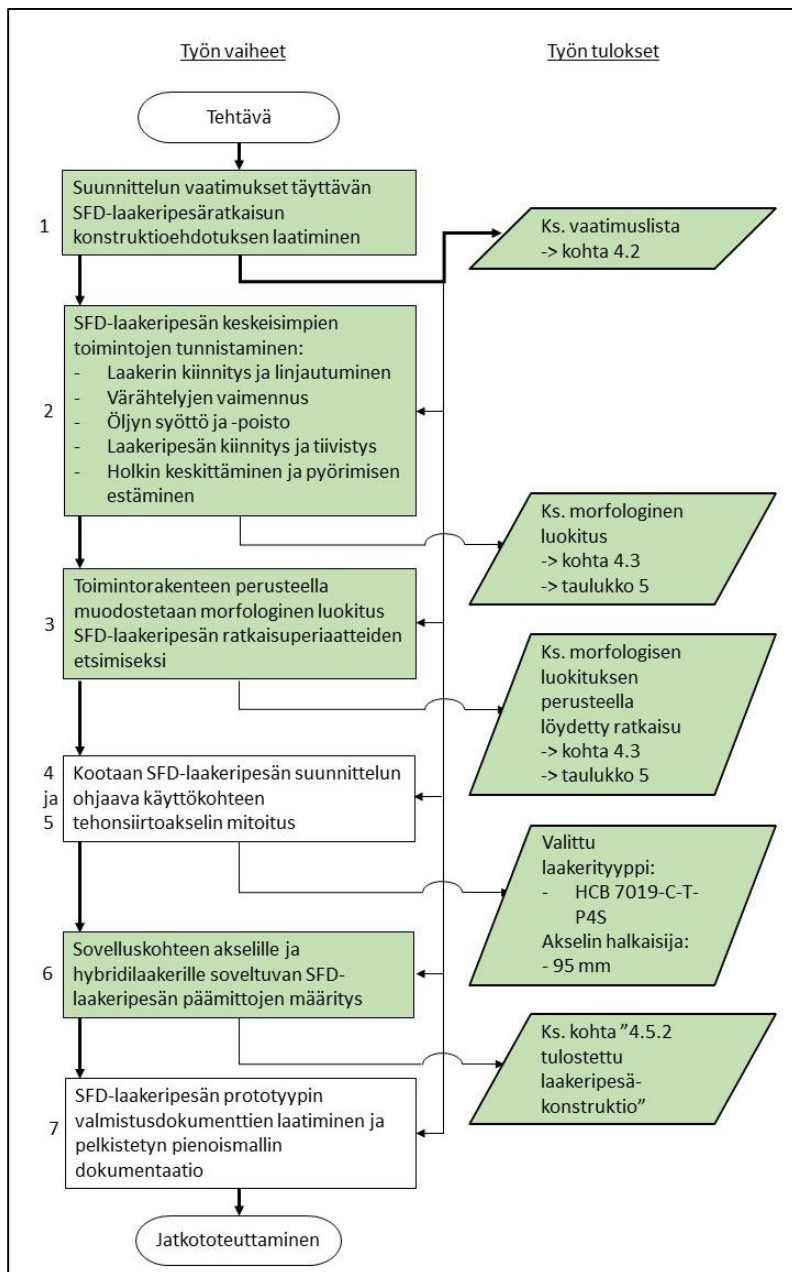 Työn vaiheet
Työn tulokset
Tehtävä
1
Suunnittelun vaatimukset täyttävän
SFD-laakeripesäratkaisun
konstruktioehdotuksen laatiminen
Ks. vaatimuslista
-> kohta 4.2
2
SFD-laakeripesän keskeisimpien
toimintojen tunnistaminen:
- Laakerin kiinnitys ja linjautuminen
- Värähtelyjen vaimennus
- Öljyn syöttö ja -poisto
- Laakeripesän kiinnitys ja tiivistys
- Holkin keskittäminen ja pyörimisen
estäminen
Ks. morfologinen
luokitus
-> kohta 4.3
-> taulukko 5
3
Toimintorakenteen perusteella
muodostetaan morfologinen luokitus
SFD-laakeripesän ratkaisuperiaatteiden
etsimiseksi
Ks. morfologisen
luokituksen
perusteella
löydetty ratkaisu
-> kohta 4.3
-> taulukko 5
4
ja
5
Kootaan SFD-laakeripesän suunnittelun
ohjaava käyttökohteen
tehonsiirtoakselin mitoitus
Valittu
laakerityyppi:
- HCB 7019-C-T-
P4S
Akselin halkaisija:
- 95 mm
6
Sovelluskohteen akselille ja
hybridilaakerille soveltuvan SFD-
laakeripesän päämittojen määritys
Ks. kohta ”4.5.2
tulostettu
laakeripesä-
konstruktio”
7
SFD-laakeripesän prototyypin
valmistusdokumenttien laatiminen ja
pelkistetyn pienoismallin
dokumentaatio
Jatkototeuttaminen